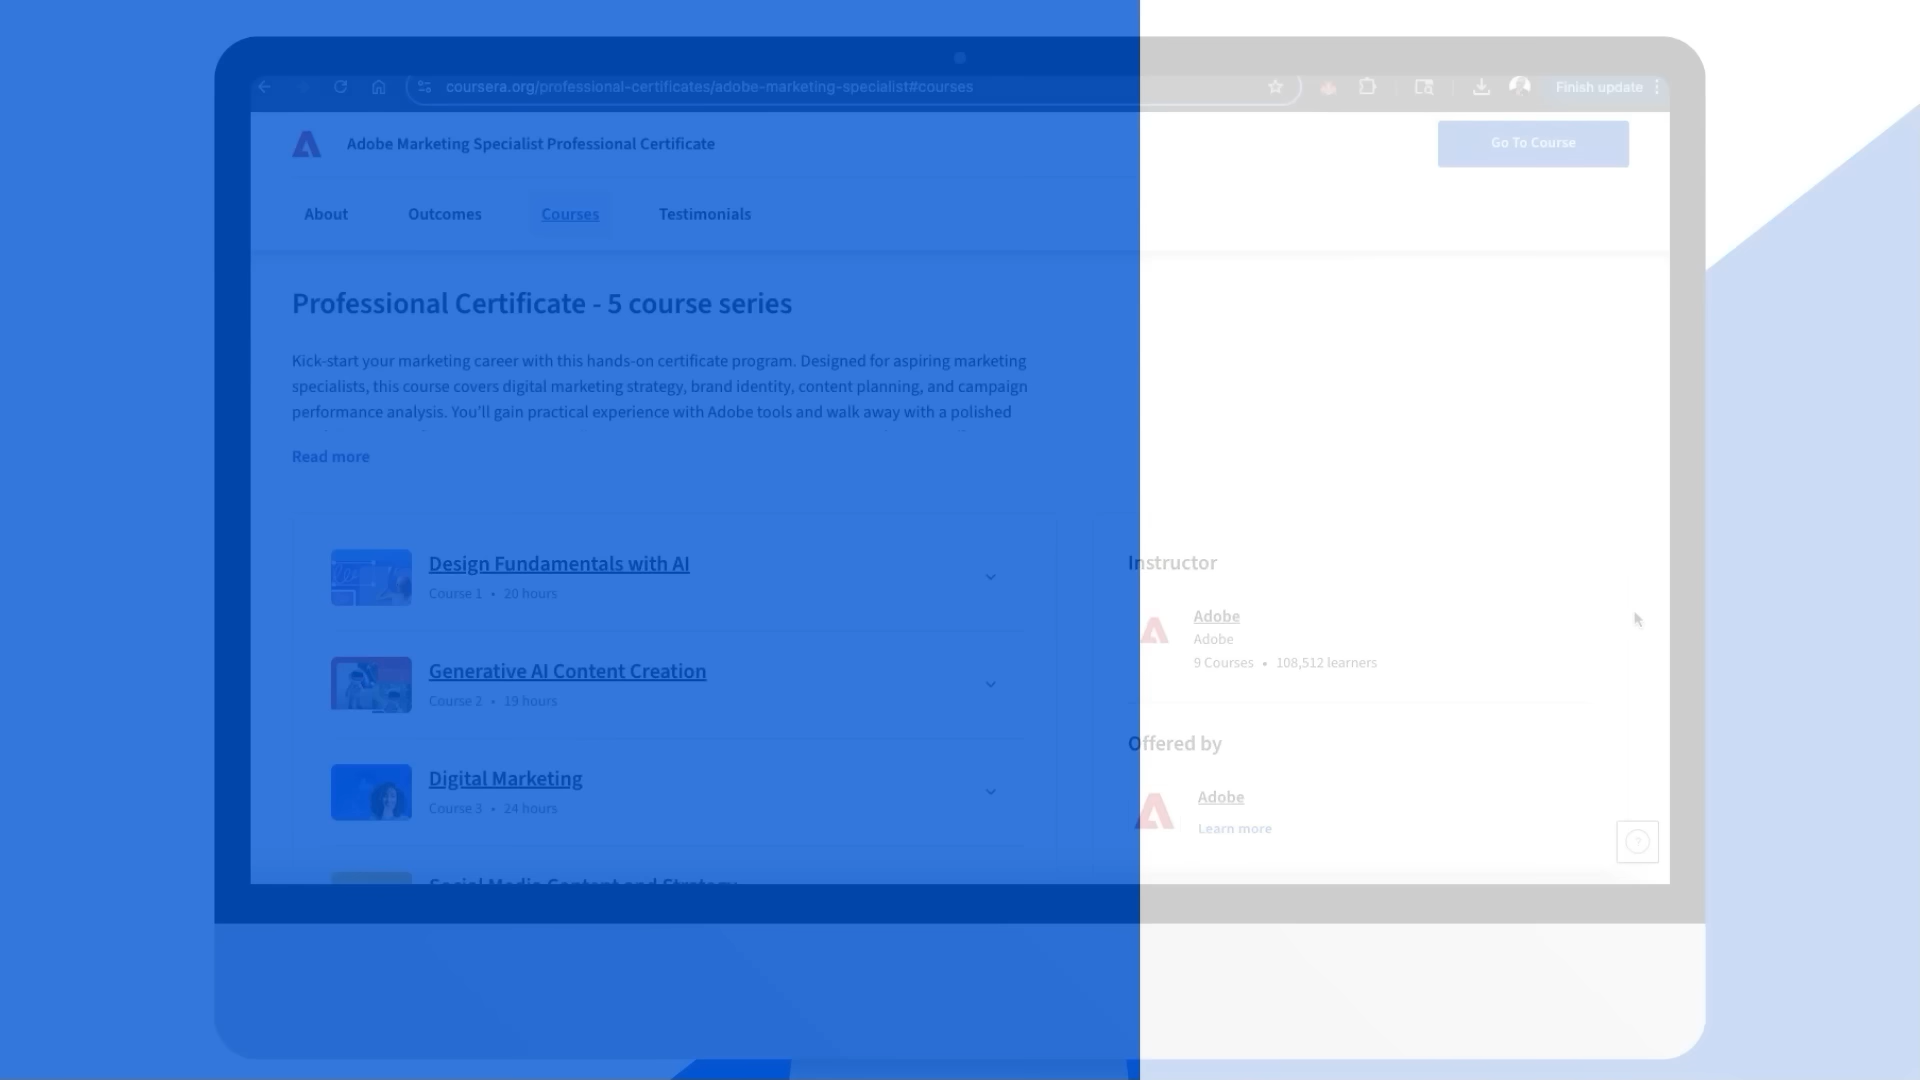 coursera.org/professional-certificates/adobe-marketing-specialist#courses
Finish update
Adobe Marketing Specialist Professional Certificate
Go To Course
About
Outcomes
Courses
Testimonials
Professional Certificate - 5 course series
Kick-start your marketing career with this hands-on certificate program. Designed for aspiring marketing
specialists, this course covers digital marketing strategy, brand identity, content planning, and campaign
performance analysis. You'll gain practical experience with Adobe tools and walk away with a polished
Read more
Design Fundamentals with AI
Course 1 • 20 hours
Generative AI Content Creation
Course 2 • 19 hours
Digital Marketing
Course 3 • 24 hours
Social Media Content and Strategy
Instructor
Adobe
Adobe
9 Courses • 108,512 learners
Offered by
Adobe
Learn more
?